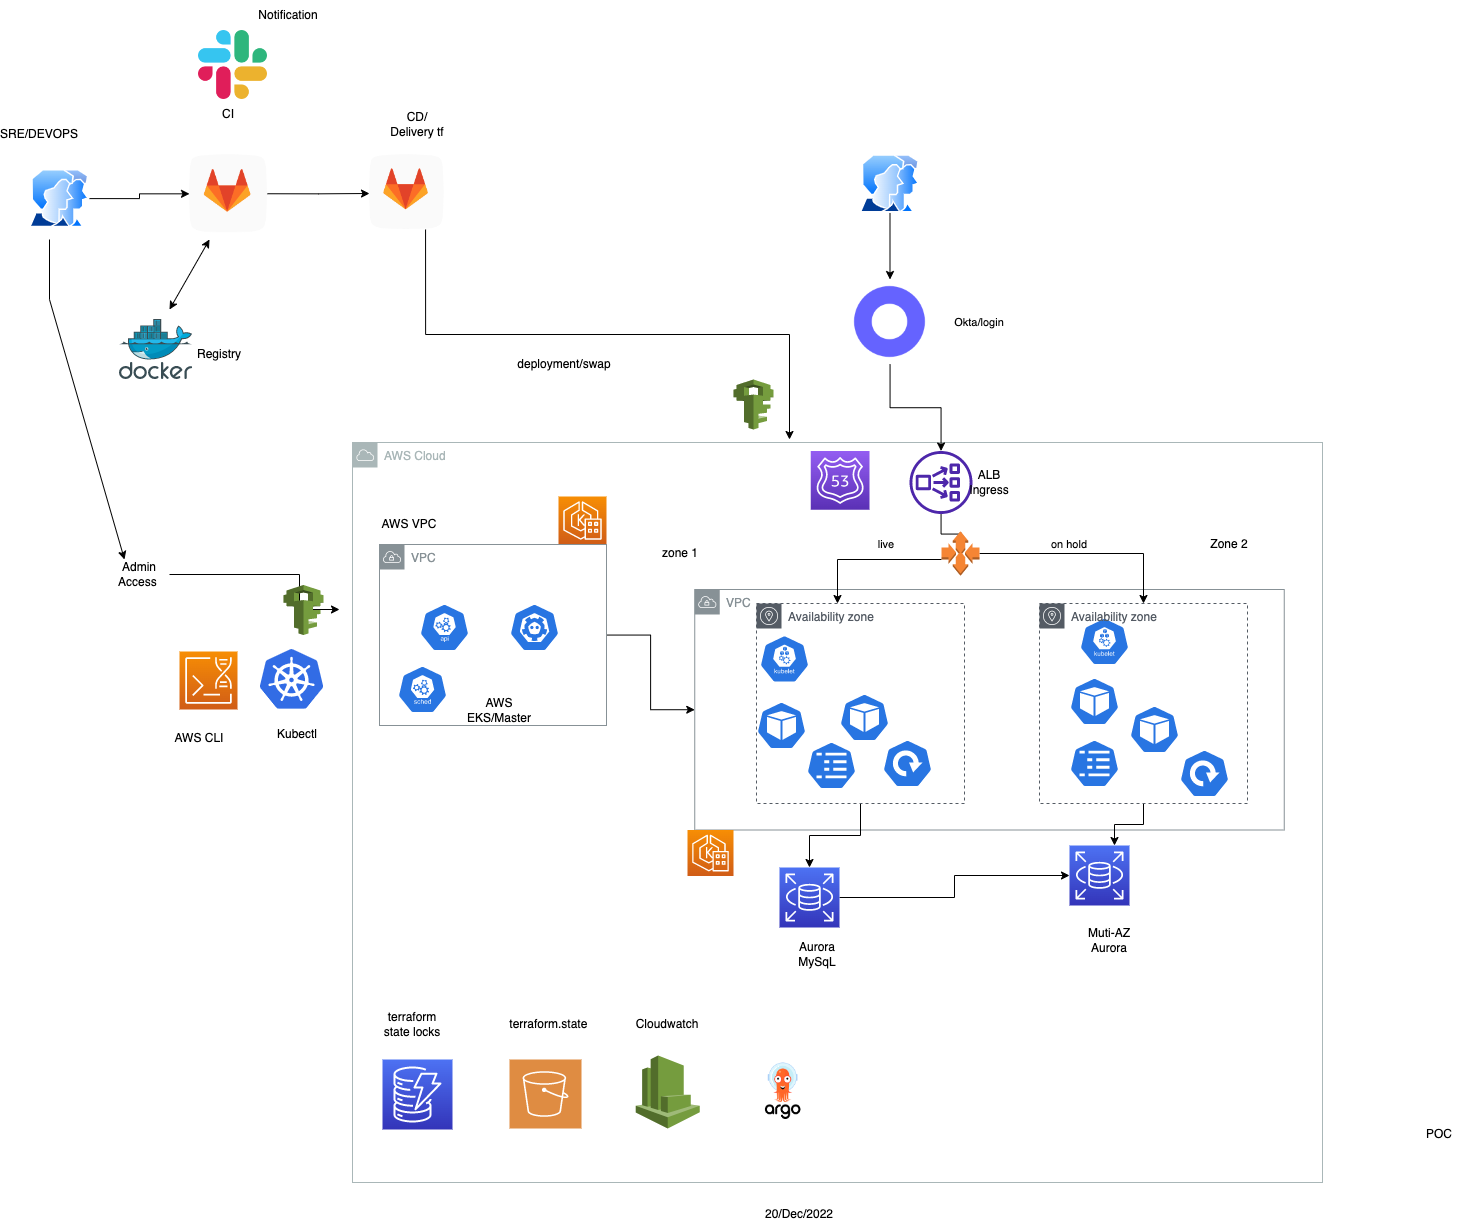 Notification
CI
CD/
Delivery tf
SRE/DEVOPS
Okta/login
docker
Registry
deployment/swap
AWS Cloud
53
ALB
Ingress
AWS VPC
VPC
zone 1
live
on hold
Zone 2
Admin
Access
VPC
Availability zone
Availability zone
api
sched
kubelet
kubelet
AWS
EKS/Master
AWS CLI
Kubectl
K
K
Aurora
MySqL
Muti-AZ
Aurora
terraform
state locks
terraform.state
Cloudwatch
argo
POC
20/Dec/2022